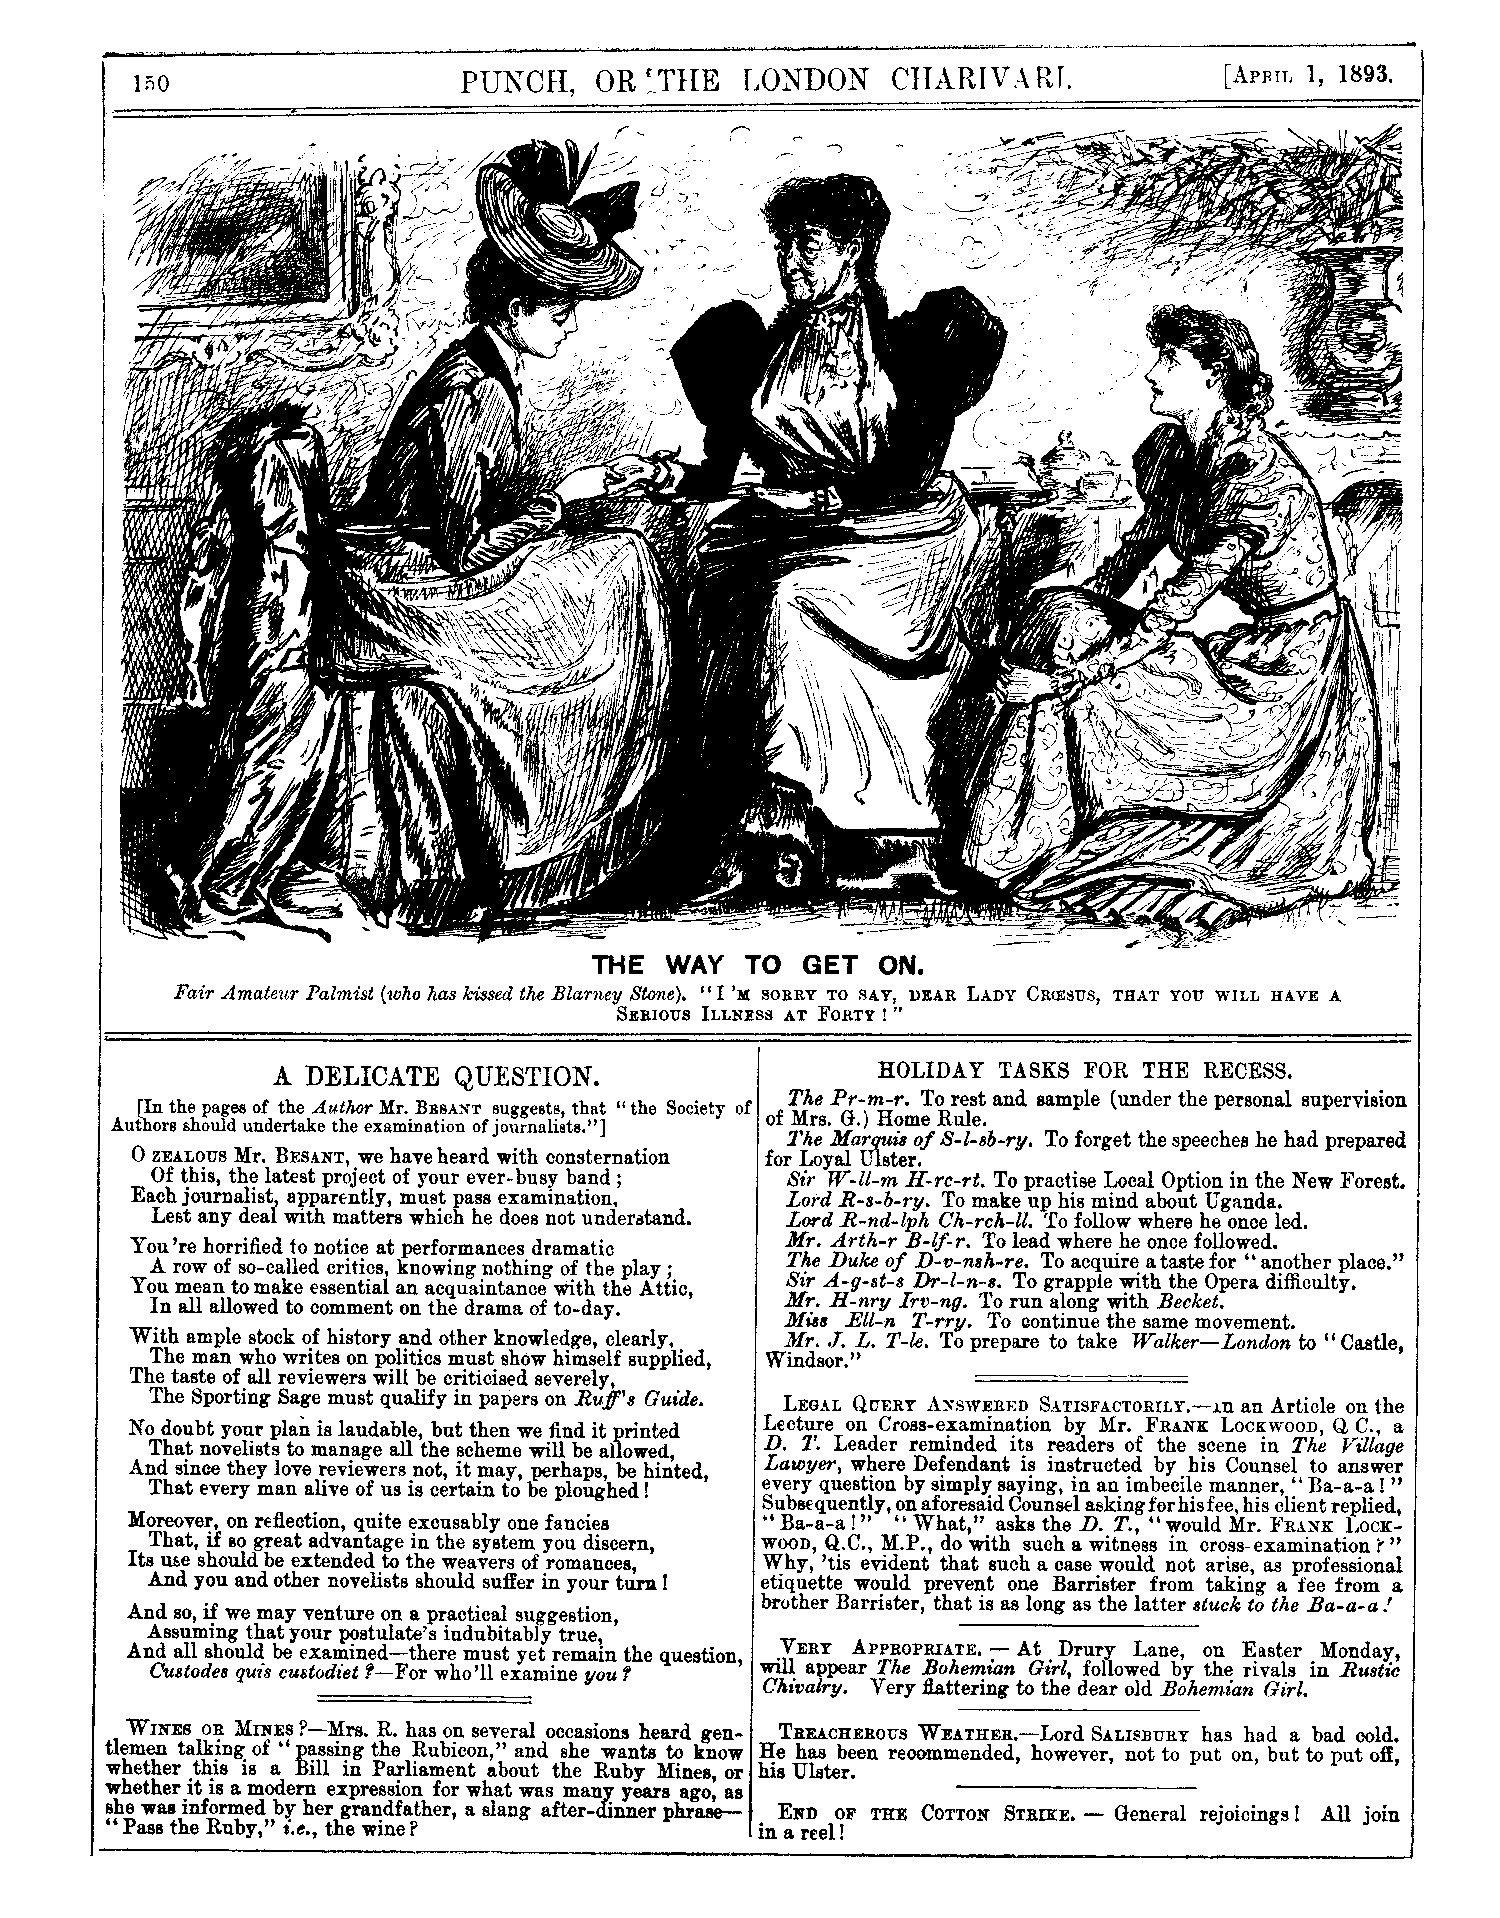 150
PUNCH, OR THE LONDON CHARIVARI.
[APRIL 1, 1893.
THE WAY TO GET ON.
Fair Amateur Palmist (who has kissed the Blarney Stone). "I'M SORRY TO SAY, DEAR LADY CRŒSUS, THAT YOU WILL HAVE A
SERIOUS ILLNESS AT FORTY!"
A DELICATE QUESTION.
[In the pages of the Author Mr. BESANT suggests, that "the Society of
Authors should undertake the examination of journalists."]
O ZEALOUS Mr. BESANT, we have heard with consternation
Of this, the latest project of your ever-busy band;
Each journalist, apparently, must pass examination,
Lest any deal with matters which he does not understand.
You're horrified to notice at performances dramatic
A row of so-called critics, knowing nothing of the play;
You mean to make essential an acquaintance with the Attic,
In all allowed to comment on the drama of to-day.
With ample stock of history and other knowledge, clearly,
The man who writes on politics must show himself supplied,
The taste of all reviewers will be criticised severely,
The Sporting Sage must qualify in papers on Ruff's Guide.
No doubt your plan is laudable, but then we find it printed
That novelists to manage all the scheme will be allowed,
And since they love reviewers not, it may, perhaps, be hinted,
That every man alive of us is certain to be ploughed!
Moreover, on reflection, quite excusably one fancies
That, if so great advantage in the system you discern,
Its use should be extended to the weavers of romances,
And you and other novelists should suffer in your turn!
And so, if we may venture on a practical suggestion,
Assuming that your postulate's indubitably true,
And all should be examined—there must yet remain the question,
Custodes quis custodiet?—For who'll examine you?
WINES OR MINES?—Mrs. R. has on several occasions heard gen-
tlemen talking of "passing the Rubicon," and she wants to know
whether this is a Bill in Parliament about the Ruby Mines, or
whether it is a modern expression for what was many years ago, as
she was informed by her grandfather, a slang after-dinner phrase—
"Pass the Ruby," i.e., the wine?
HOLIDAY TASKS FOR THE RECESS.
The Pr-m-r. To rest and sample (under the personal supervision
of Mrs. G.) Home Rule.
The Marquis of S-l-sb-ry. To forget the speeches he had prepared
for Loyal Ulster.
Sir W-ll-m H-rc-rt. To practise Local Option in the New Forest.
Lord R-s-b-ry. To make up his mind about Uganda.
Lord R-nd-lph Ch-rch-ll. To follow where he once led.
Mr. Arth-r B-lf-r. To lead where he once followed.
The Duke of D-v-nsh-re. To acquire a taste for "another place."
Sir A-g-st-s Dr-l-n-s. To grapple with the Opera difficulty.
Mr. H-nry Irv-ng. To run along with Becket.
Miss Ell-n T-rry. To continue the same movement.
Mr. J. L. T-le. To prepare to take Walker—London to "Castle,
Windsor."
LEGAL QUERY ANSWERED SATISFACTORILY.—In an Article on the
Lecture on Cross-examination by Mr. FRANK LOCKWOOD, Q C., a
D. T. Leader reminded its readers of the scene in The Village
Lawyer, where Defendant is instructed by his Counsel to answer
every question by simply saying, in an imbecile manner, "Ba-a-a!"
Subsequently, on aforesaid Counsel asking for his fee, his client replied,
"Ba-a-a!" "What," asks the D. T., "would Mr. FRANK LOCK-
WOOD, Q.C., M.P., do with such a witness in cross-examination?"
Why, 'tis evident that such a case would not arise, as professional
etiquette would prevent one Barrister from taking a fee from a
brother Barrister, that is as long as the latter stuck to the Ba-a-a!
VERY APPROPRIATE.—At Drury Lane, on Easter Monday,
will appear The Bohemian Girl, followed by the rivals in Rustic
Chivalry. Very flattering to the dear old Bohemian Girl.
TREACHEROUS WEATHER.—Lord SALISBURY has had a bad cold.
He has been recommended, however, not to put on, but to put off,
his Ulster.
END OF THE COTTON STRIKE.—General rejoicings! All join
in a reel!